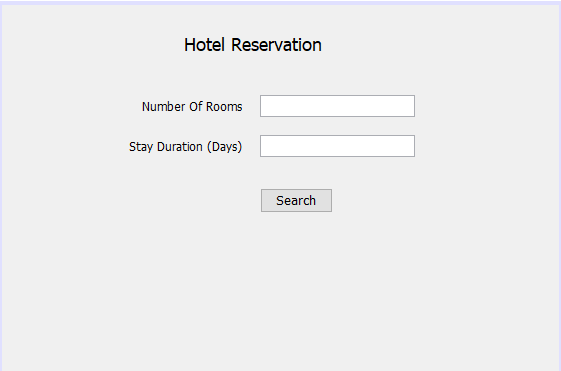 Hotel Reservation
Number Of Rooms
Stay Duration (Days)
Search